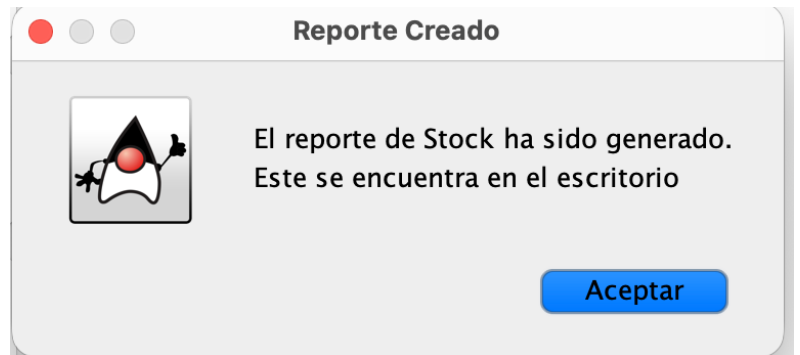 Reporte Creado
El reporte de Stock ha sido generado.
Este se encuentra en el escritorio
Aceptar